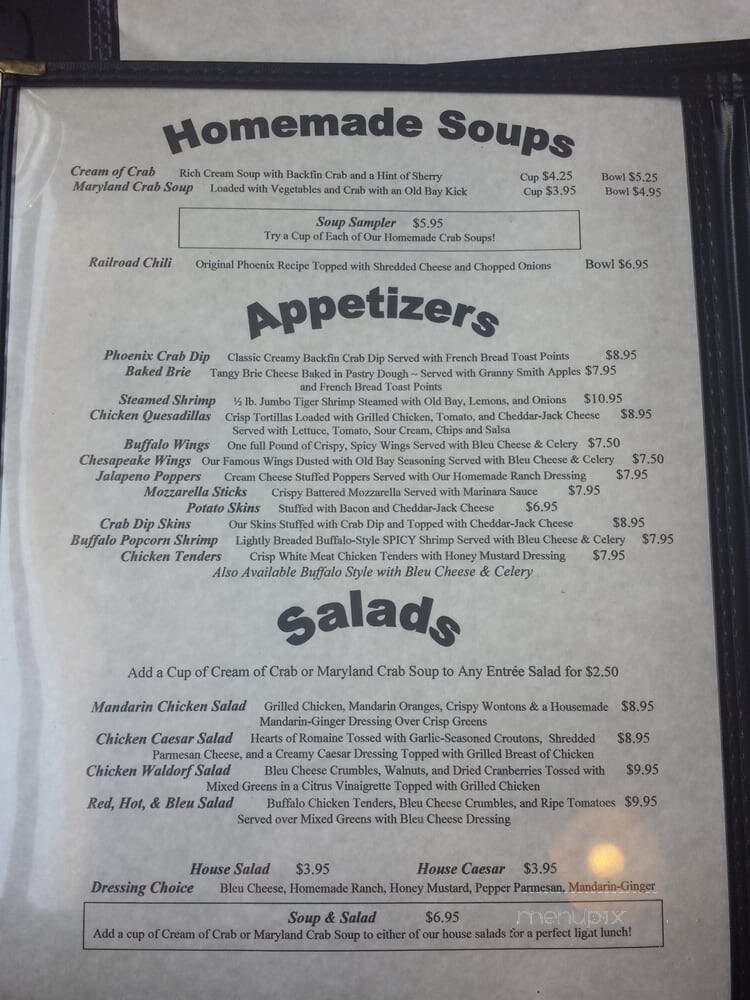 Homemade Soups
Cream of Crab Rich Cream Soup with Backfin Crab and a Hint of Sherry Cup $4.25 Bowl $5.25
Maryland Crab Soup Loaded with Vegetables and Crab with an Old Bay Kick Cup $3.95 Bowl $4.95
Soup Sampler $5.95
Try a Cup of Each of Our Homemade Crab Soups!
Railroad Chili Original Phoenix Recipe Topped with Shredded Cheese and Chopped Onions Bowl $6.95
Appetizers
Phoenix Crab Dip Classic Creamy Backfin Crab Dip Served with French Bread Toast Points $8.95
Baked Brie Tangy Brie Cheese Baked in Pastry Dough ~ Served with Granny Smith Apples $7.95
and French Bread Toast Points
Steamed Shrimp ½ lb. Jumbo Tiger Shrimp Steamed with Old Bay, Lemons, and Onions $10.95
Chicken Quesadillas Crisp Tortillas Loaded with Grilled Chicken, Tomato, and Cheddar-Jack Cheese $8.95
Served with Lettuce, Tomato, Sour Cream, Chips and Salsa
Buffalo Wings One full Pound of Crispy, Spicy Wings Served with Bleu Cheese & Celery $7.50
Chesapeake Wings Our Famous Wings Dusted with Old Bay Seasoning Served with Bleu Cheese & Celery $7.50
Jalapeno Poppers Cream Cheese Stuffed Poppers Served with Our Homemade Ranch Dressing $7.95
Mozzarella Sticks Crispy Battered Mozzarella Served with Marinara Sauce $7.95
Potato Skins Stuffed with Bacon and Cheddar-Jack Cheese $6.95
Crab Dip Skins Our Skins Stuffed with Crab Dip and Topped with Cheddar-Jack Cheese $8.95
Buffalo Popcorn Shrimp Lightly Breaded Buffalo-Style SPICY Shrimp Served with Bleu Cheese & Celery $7.95
Chicken Tenders Crisp White Meat Chicken Tenders with Honey Mustard Dressing $7.95
Also Available Buffalo Style with Bleu Cheese & Celery
Salads
Add a Cup of Cream of Crab or Maryland Crab Soup to Any Entrée Salad for $2.50
Mandarin Chicken Salad Grilled Chicken, Mandarin Oranges, Crispy Wontons & a Housemade $8.95
Mandarin-Ginger Dressing Over Crisp Greens
Chicken Caesar Salad Hearts of Romaine Tossed with Garlic-Seasoned Croutons, Shredded $8.95
Parmesan Cheese, and a Creamy Caesar Dressing Topped with Grilled Breast of Chicken
Chicken Waldorf Salad Bleu Cheese Crumbles, Walnuts, and Dried Cranberries Tossed with $9.95
Mixed Greens in a Citrus Vinaigrette Topped with Grilled Chicken
Red, Hot, & Bleu Salad Buffalo Chicken Tenders, Bleu Cheese Crumbles, and Ripe Tomatoes $9.95
Served over Mixed Greens with Bleu Cheese Dressing
House Salad $3.95 House Caesar $3.95
Dressing Choice Bleu Cheese, Homemade Ranch, Honey Mustard, Pepper Parmesan, Mandarin-Ginger
Soup & Salad $6.95
menupix
Add a cup of Cream of Crab or Maryland Crab Soup to either of our house salads for a perfect light lunch!